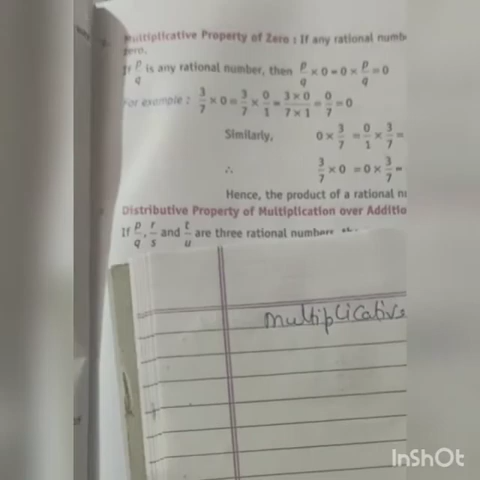 Multiplicative Property of Zero : If any rational numb
zero.
If p/q is any rational number, then p/q × 0 = 0 × p/q = 0
For example : 3/7 × 0 = 3/7 × 0/1 = 3 × 0/7 × 1 = 0/7 = 0
Similarly, 0 × 3/7 = 0/1 × 3/7 =
∴ 3/7 × 0 = 0 × 3/7 =
Hence, the product of a rational
Distributive Property of Multiplication over Additio
If p/q, r/s and t/u are three rational numbers,
Multiplicative
InShOt